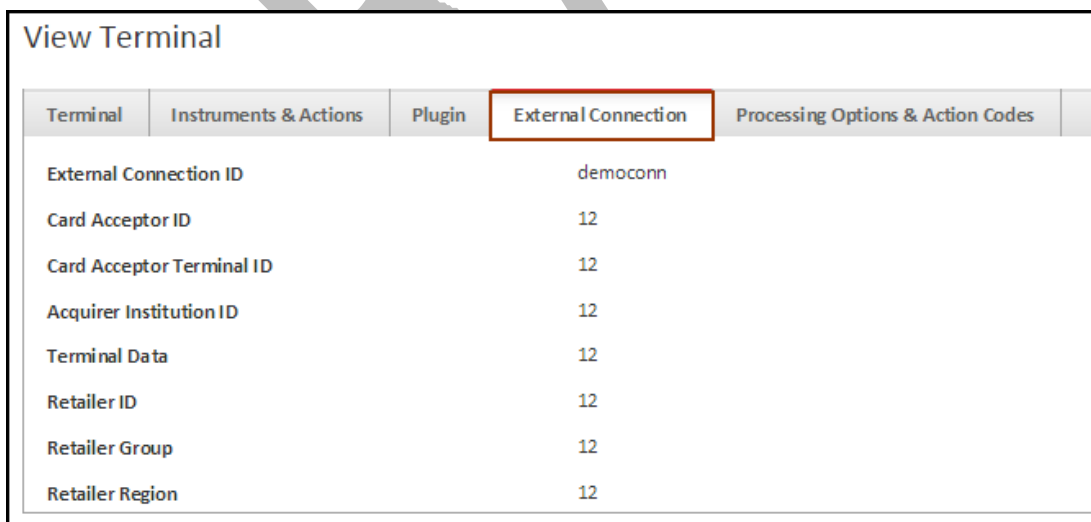 View Terminal
Terminal Instruments & Actions Plugin External Connection Processing Options & Action Codes
External Connection ID democonn
Card Acceptor ID 12
Card Acceptor Terminal ID 12
Acquirer Institution ID 12
Terminal Data 12
Retailer ID 12
Retailer Group 12
Retailer Region 12